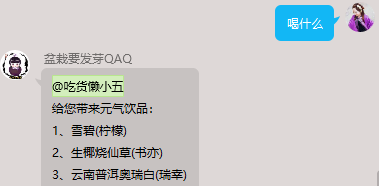 喝什么
盆栽要发芽QAQ
@吃货懒小五
给您带来元气饮品：
1、雪碧(柠檬)
2、生椰烧仙草(书亦)
3、云南普洱奥瑞白(瑞幸)